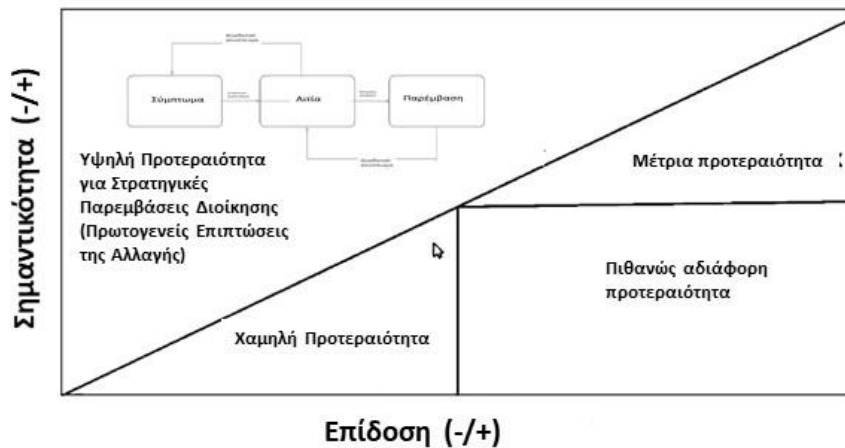 Σύμπτωμα
Αιτία
Παρέμβαση
Υψηλή Προτεραιότητα
για Στρατηγικές
Παρεμβάσεις Διοίκησης
(Πρωτογενείς Επιπτώσεις
της Αλλαγής)
Μέτρια προτεραιότητα
Πιθανώς αδιάφορη
προτεραιότητα
Χαμηλή Προτεραιότητα
Σημαντικότητα (-/+)
Επίδοση (-/+)